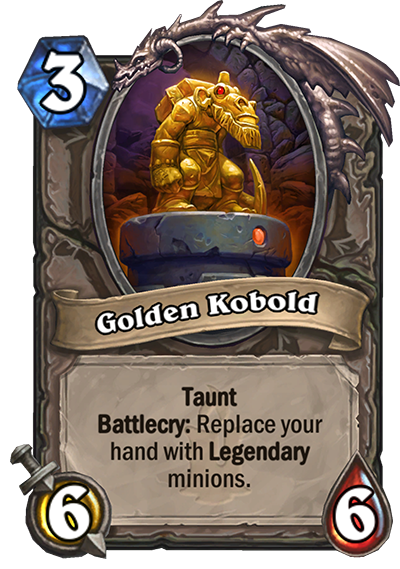 3
Golden Kobold
Taunt
Battlecry: Replace your
hand with Legendary
minions.
6
6